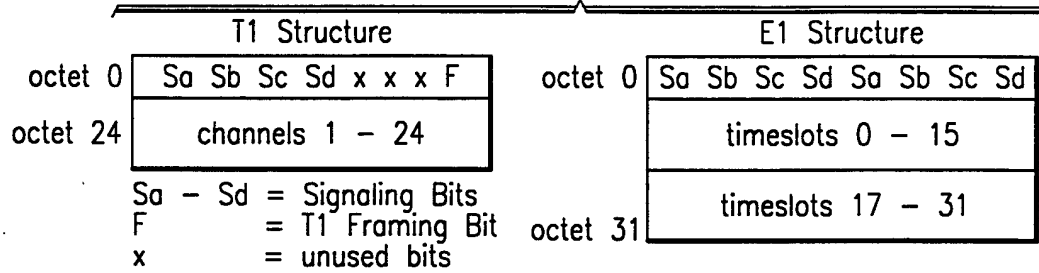 T1 Structure
octet 0 Sa Sb Sc Sd x x x F
octet 24 channels 1 – 24
Sa – Sd = Signaling Bits
F = T1 Framing Bit
x = unused bits
E1 Structure
octet 0 Sa Sb Sc Sd Sa Sb Sc Sd
timeslots 0 – 15
timeslots 17 – 31
octet 31